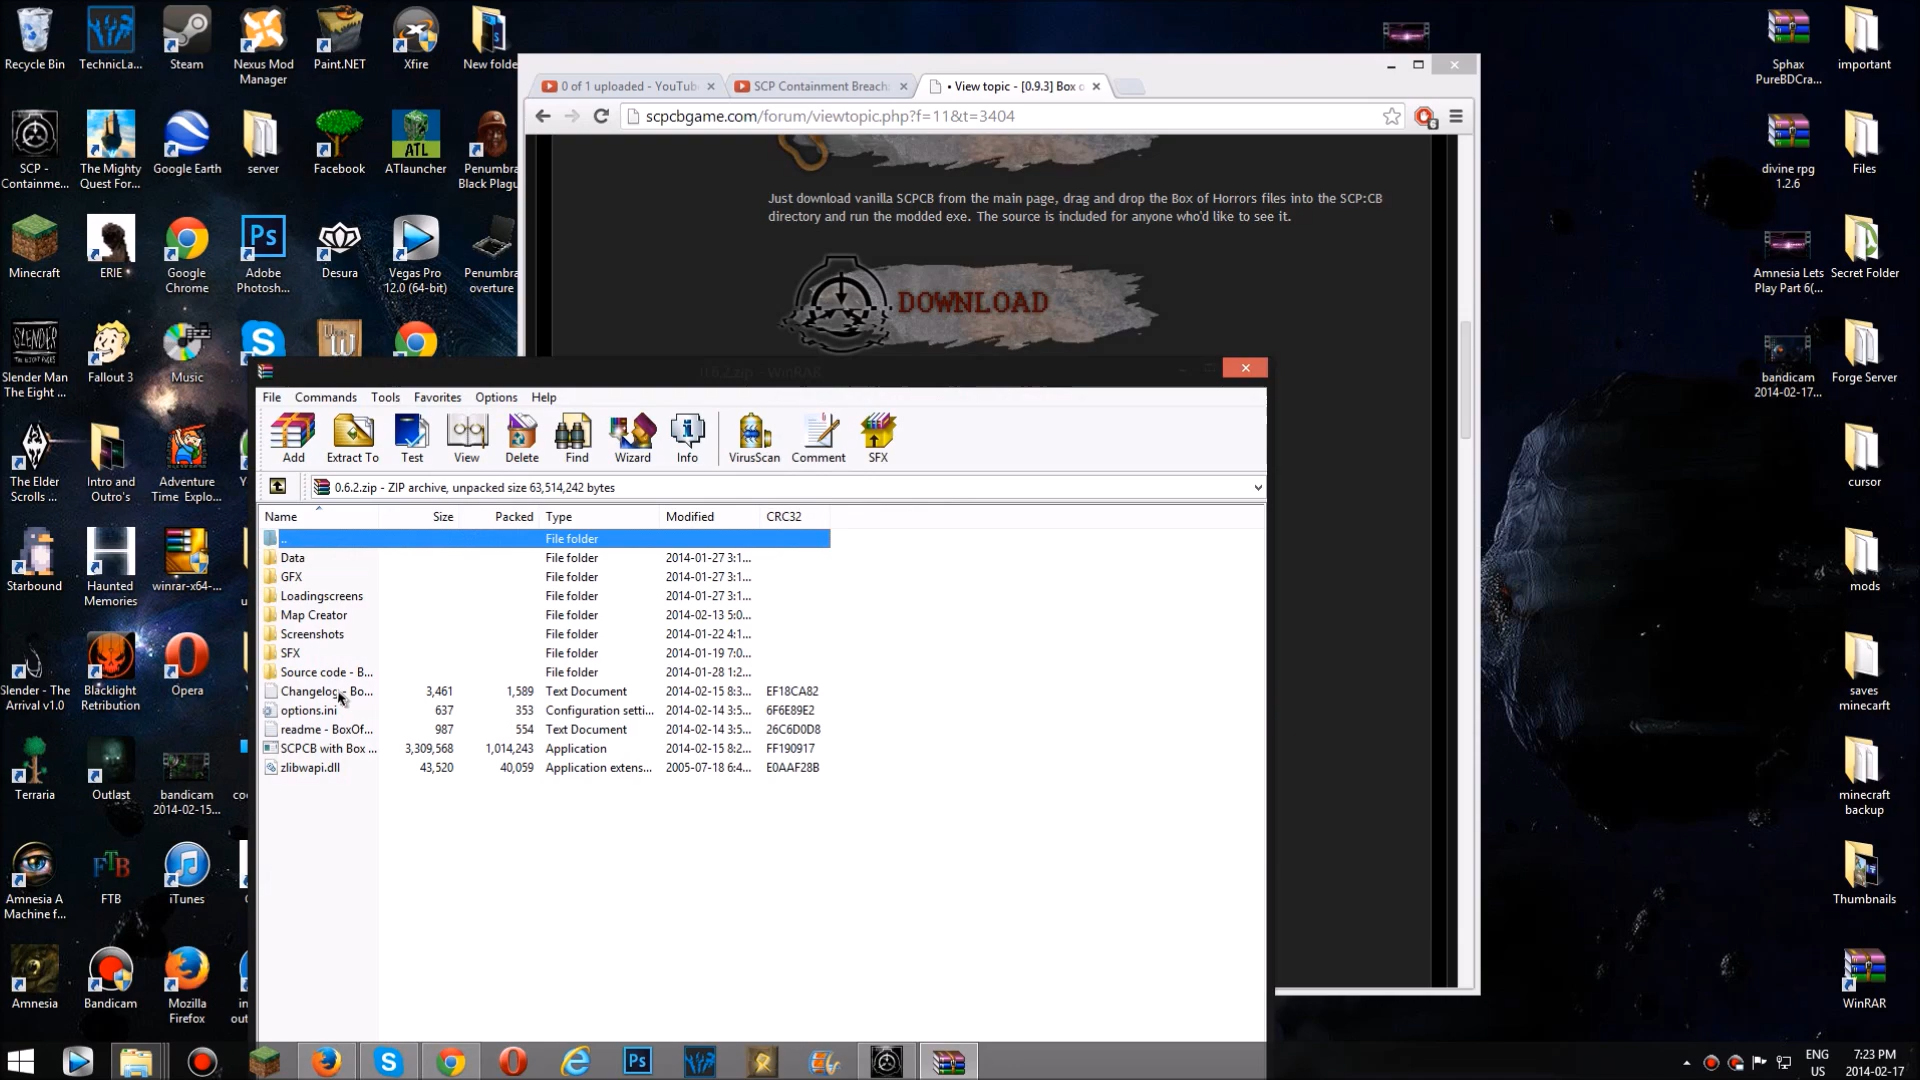 Recycle Bin
TechnicLa...
Steam
Nexus Mod
Manager
Paint.NET
Xfire
New folde
SCP -
Containme...
The Mighty
Quest For...
Google Earth
server
Facebook
ATL
ATlauncher
Penumbra
Black Plagu
Minecraft
ERIE
Google
Chrome
Ps
Adobe
Photosh...
Desura
Vegas Pro
12.0 (64-bit)
Penumbra
overture
SLENDER
Slender Man
The Eight ...
Fallout 3
Music
The Elder
Scrolls ...
Intro and
Outro's
Adventure
Time Explo...
Starbound
Haunted
Memories
winrar-x64-...
Slender - The
Arrival v1.0
Blacklight
Retribution
Opera
Terraria
Outlast
bandicam
2014-02-15...
Amnesia A
Machine f...
FTB
FTB
iTunes
Amnesia
Bandicam
Mozilla
Firefox
0 of 1 uploaded - YouTub
SCP Containment Breach:
• View topic - [0.9.3] Box o
scpcbgame.com/forum/viewtopic.php?f=11&t=3404
6
Just download vanilla SCPCB from the main page, drag and drop the Box of Horrors files into the SCP:CB
directory and run the modded exe. The source is included for anyone who'd like to see it.
DOWNLOAD
0.6.2.zip - WinRAR
File Commands Tools Favorites Options Help
Add Extract To Test View Delete Find Wizard Info VirusScan Comment SFX
0.6.2.zip - ZIP archive, unpacked size 63,514,242 bytes
Name Size Packed Type Modified CRC32
.. File folder
Data File folder 2014-01-27 3:1...
GFX File folder 2014-01-27 3:1...
Loadingscreens File folder 2014-01-27 3:1...
Map Creator File folder 2014-02-13 5:0...
Screenshots File folder 2014-01-22 4:1...
SFX File folder 2014-01-19 7:0...
Source code - B... File folder 2014-01-28 1:2...
Changelog - Bo... 3,461 1,589 Text Document 2014-02-15 8:3... EF18CA82
options.ini 637 353 Configuration setti... 2014-02-14 3:5... 6F6E89E2
readme - BoxOf... 987 554 Text Document 2014-02-14 3:5... 26C6D0D8
SCPCB with Box ... 3,309,568 1,014,243 Application 2014-02-15 8:2... FF190917
zlibwapi.dll 43,520 40,059 Application extens... 2005-07-18 6:4... E0AAF28B
Sphax
PureBDCra...
important
divine rpg
1.2.6
Files
Amnesia Lets
Play Part 6(...
Secret Folder
bandicam
2014-02-17...
Forge Server
cursor
mods
saves
minecarft
minecraft
backup
Thumbnails
WinRAR
Ps
ENG
US
7:23 PM
2014-02-17